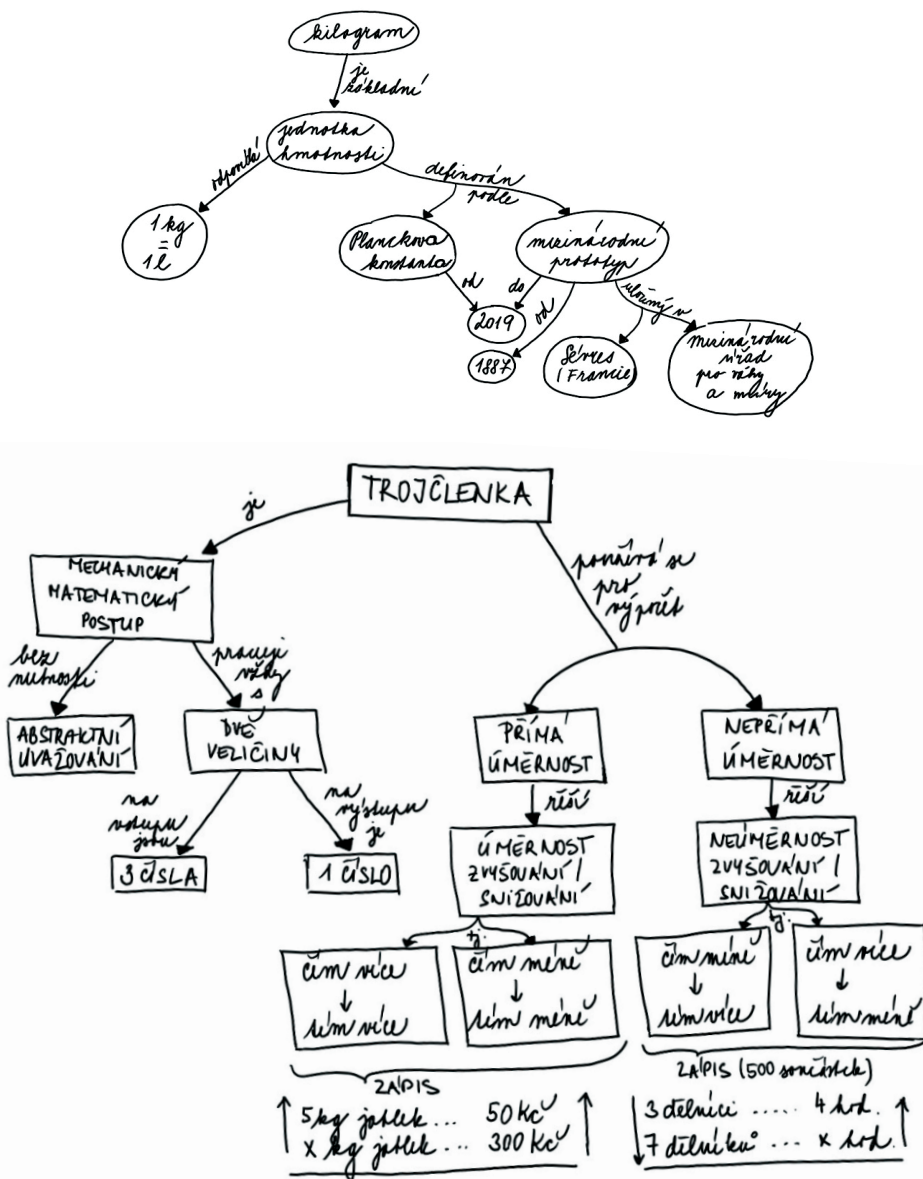 kilogram
je
základní
jednotka
hmotnosti
odpovídá
1 kg
=
1 l
definován
podle
Planckova
konstanta
mezinárodní
prototyp
od
do
od
uložený v
2019
1887
Sévres
(Francie)
mezinárodní
úřad
pro váhy
a míry
TROJČLENKA
je
používá se
pro
výpočet
MECHANICKÝ
MATEMATICKÝ
POSTUP
bez
nutnosti
pracuji
vždy
s
ABSTRAKTNÍ
UVAŽOVÁNÍ
DVĚ
VELIČINY
na
vstupu
jsou
na
výstupu
je
3 ČÍSLA
1 ČÍSLO
PŘÍMÁ
ÚMĚRNOST
NEPŘÍMÁ
ÚMĚRNOST
řeší
řeší
ÚMĚRNOST
ZVYŠOVÁNÍ /
SNIŽOVÁNÍ
NEÚMĚRNOST
ZVYŠOVÁNÍ /
SNIŽOVÁNÍ
tj.
tj.
čím více
↓
tím více
čím méně
↓
tím méně
čím méně
↓
tím více
čím více
↓
tím méně
ZÁPIS
5 kg jablek ... 50 Kč
x kg jablek ... 300 Kč
ZÁPIS (500 součástek)
3 dělníci ..... 4 hod.
7 dělníků .... x hod.